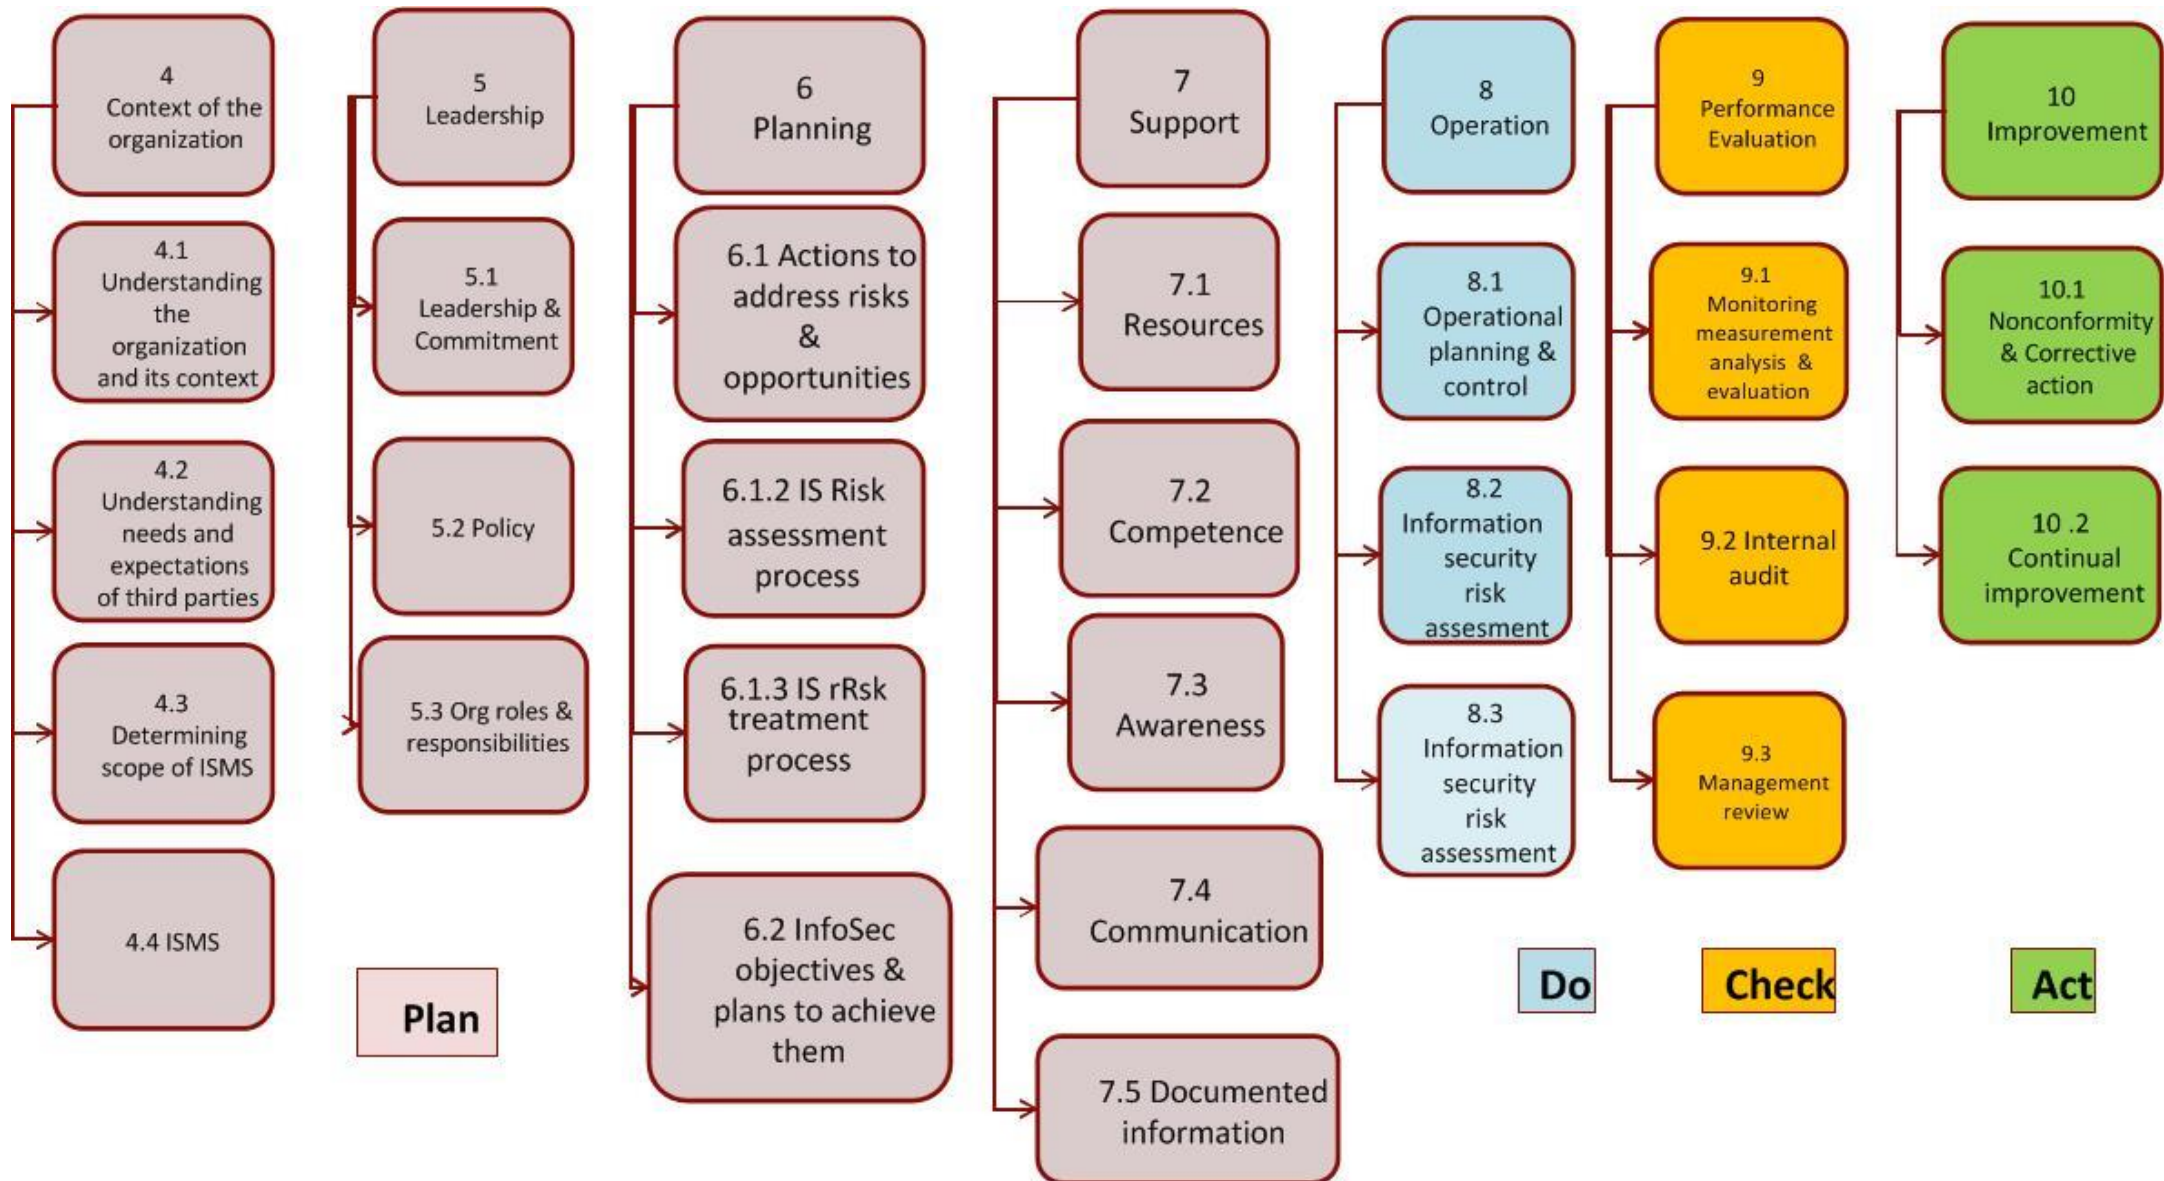 4
Context of the
organization
4.1
Understanding
the
organization
and its context
4.2
Understanding
needs and
expectations
of third parties
4.3
Determining
scope of ISMS
4.4 ISMS
5
Leadership
5.1
Leadership &
Commitment
5.2 Policy
5.3 Org roles &
responsibilities
Plan
6
Planning
6.1 Actions to
address risks
&
opportunities
6.1.2 IS Risk
assessment
process
6.1.3 IS rRsk
treatment
process
6.2 InfoSec
objectives &
plans to achieve
them
7
Support
7.1
Resources
7.2
Competence
7.3
Awareness
7.4
Communication
7.5 Documented
information
8
Operation
8.1
Operational
planning &
control
8.2
Information
security
risk
assesment
8.3
Information
security
risk
assessment
Do
9
Performance
Evaluation
9.1
Monitoring
measurement
analysis &
evaluation
9.2 Internal
audit
9.3
Management
review
Check
10
Improvement
10.1
Nonconformity
& Corrective
action
10 .2
Continual
improvement
Act